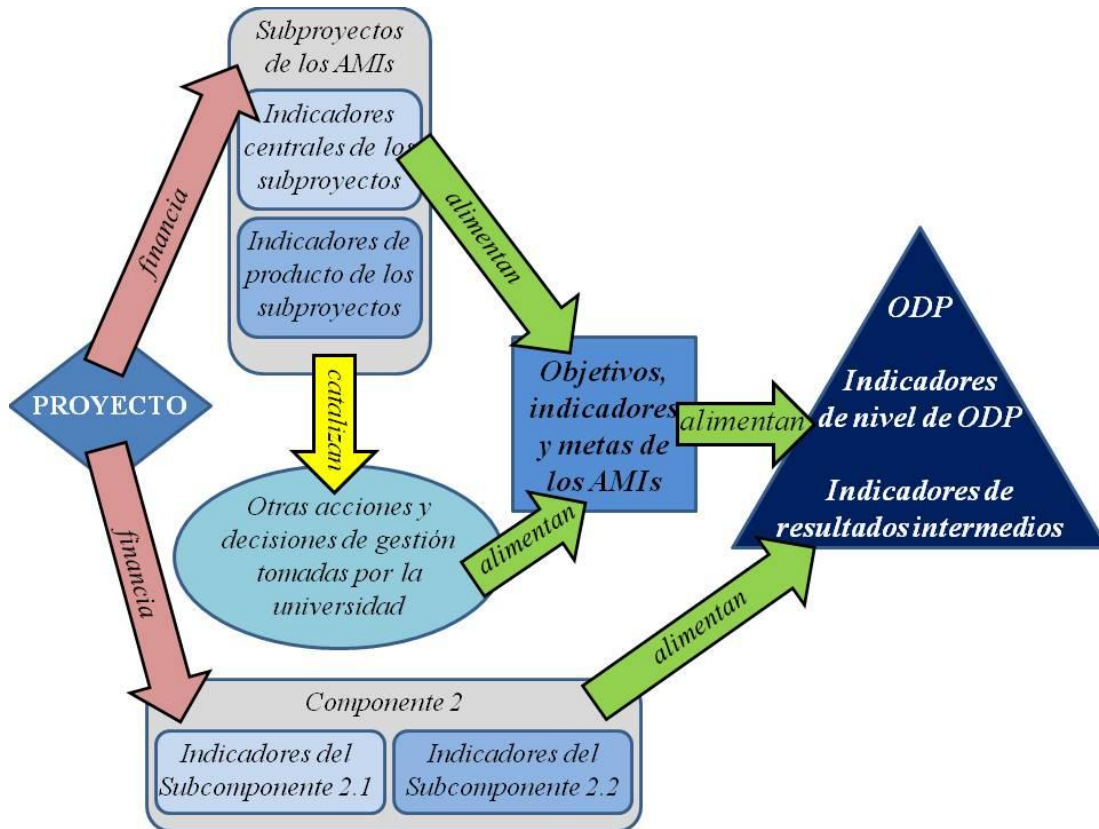 Subproyectos
de los AMIs
Indicadores
centrales de los
subproyectos
Indicadores de
producto de los
subproyectos
financia
alimentan
catalizan
PROYECTO
Objetivos,
indicadores
y metas de
los AMIs
alimentan
ODP
Indicadores
de nivel de ODP
Indicadores de
resultados intermedios
Otras acciones y
decisiones de gestión
tomadas por la
universidad
alimentan
financia
alimentan
Componente 2
Indicadores del
Subcomponente 2.1
Indicadores del
Subcomponente 2.2